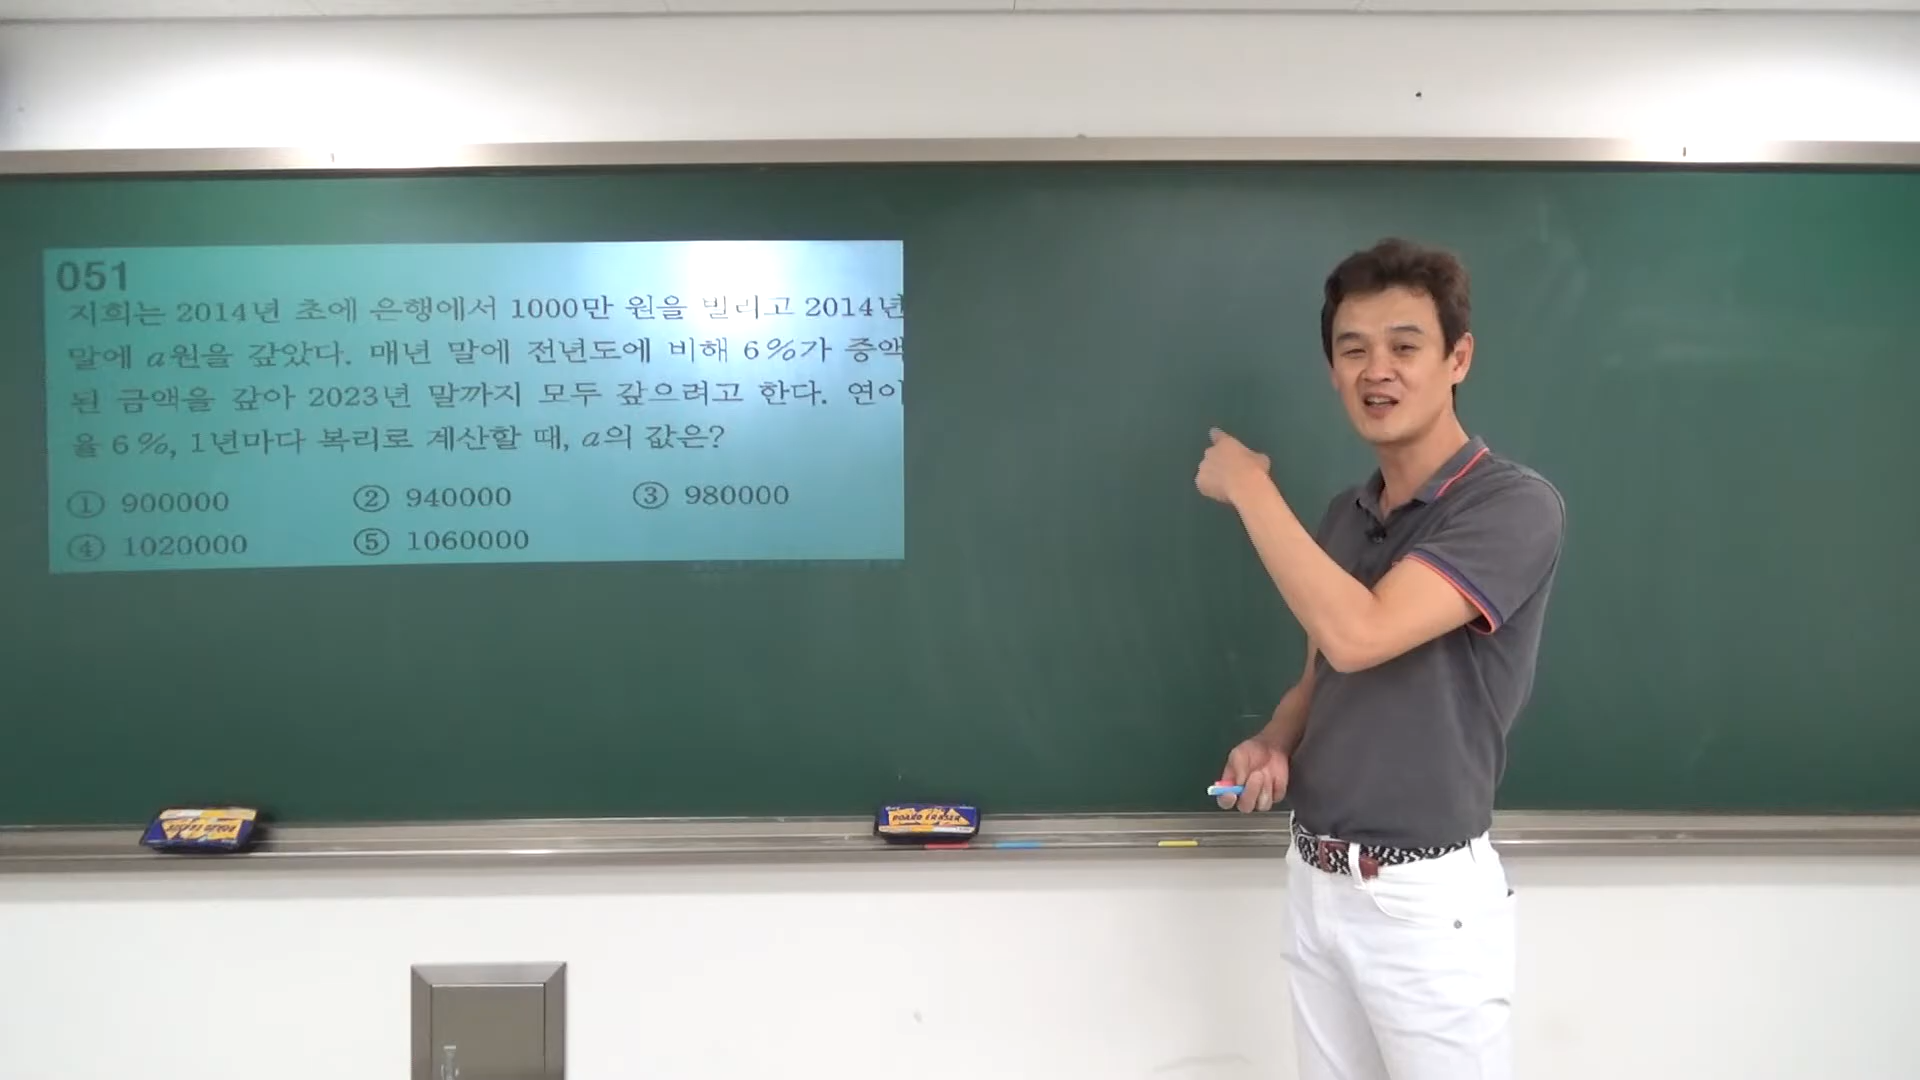 051
지희는 2014년 초에 은행에서 1000만 원을 빌리고 2014년
말에 a원을 갚았다. 매년 말에 전년도에 비해 6%가 증액
된 금액을 갚아 2023년 말까지 모두 갚으려고 한다. 연이
율 6%, 1년마다 복리로 계산할 때, a의 값은?
① 900000 ② 940000 ③ 980000
④ 1020000 ⑤ 1060000
BOARD ERASER
BOARD ERASER